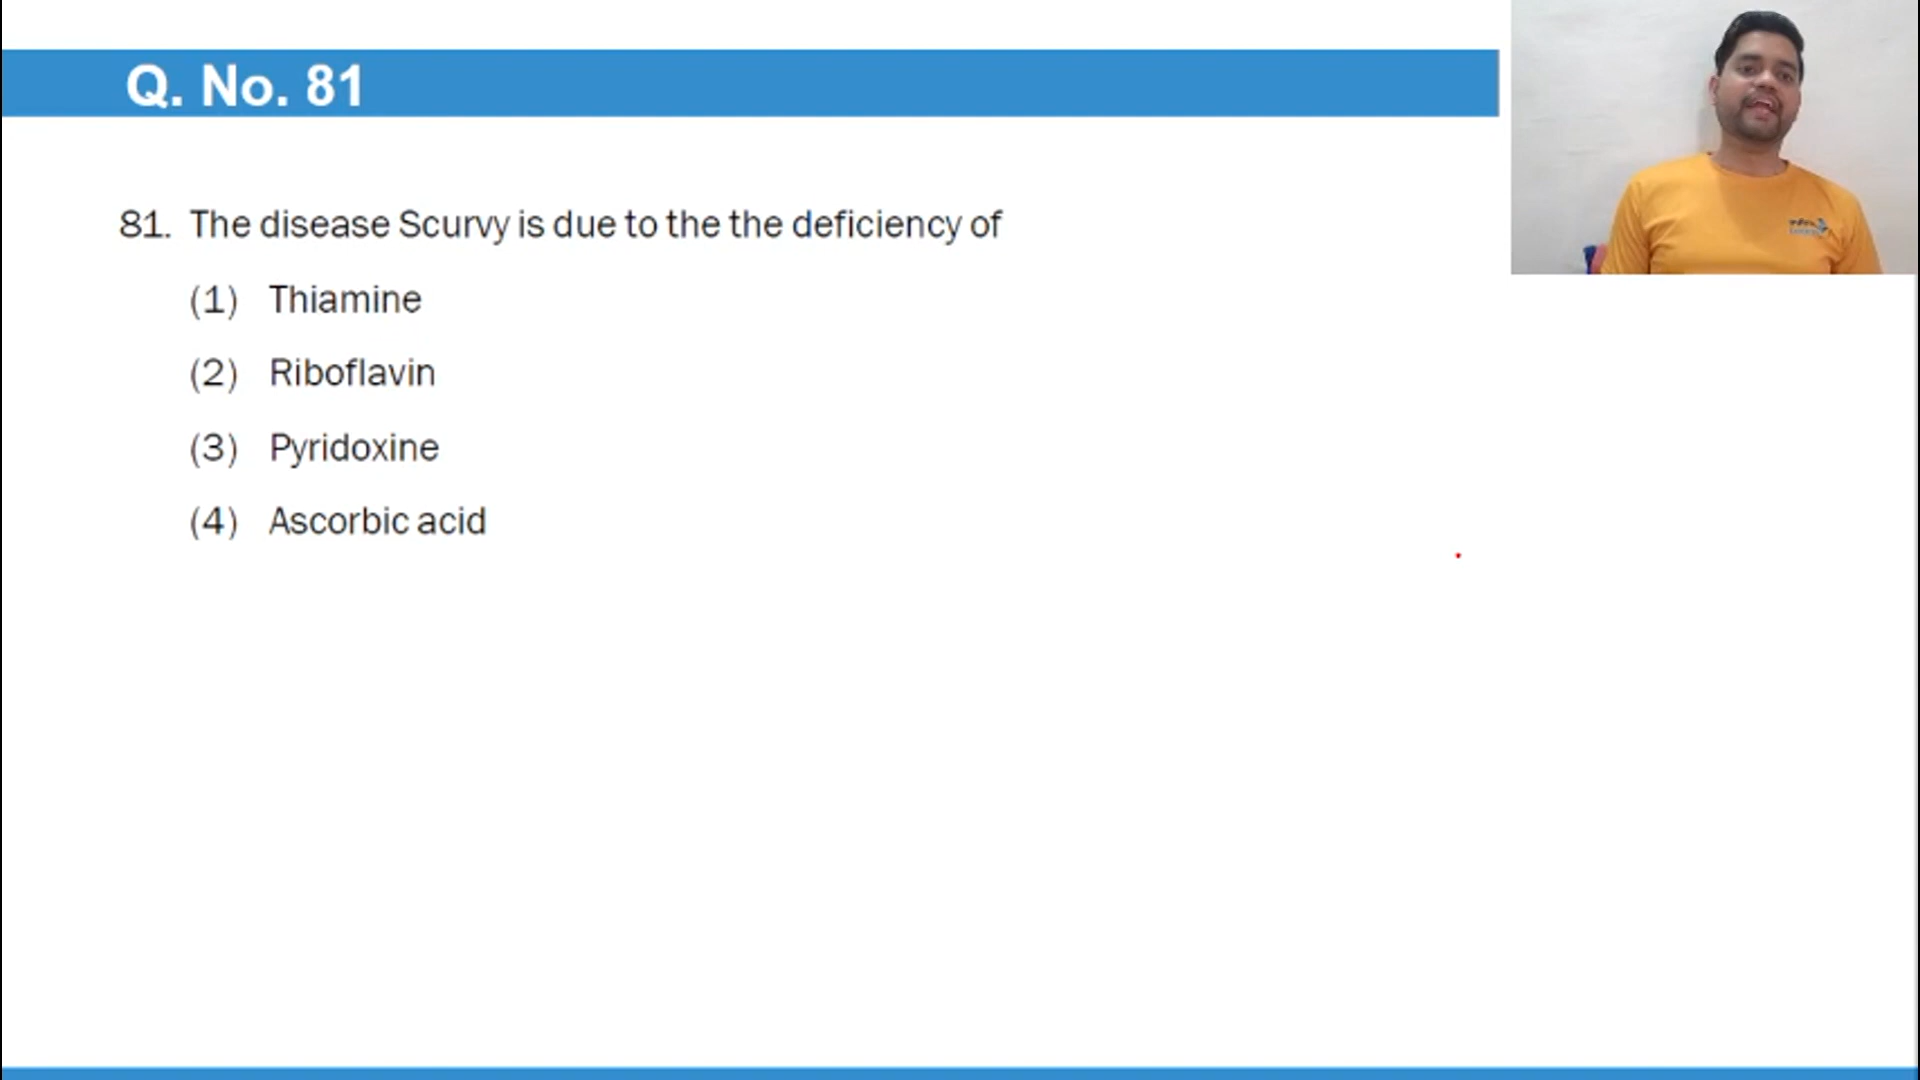 Q. No. 81
81. The disease Scurvy is due to the the deficiency of
(1) Thiamine
(2) Riboflavin
(3) Pyridoxine
(4) Ascorbic acid